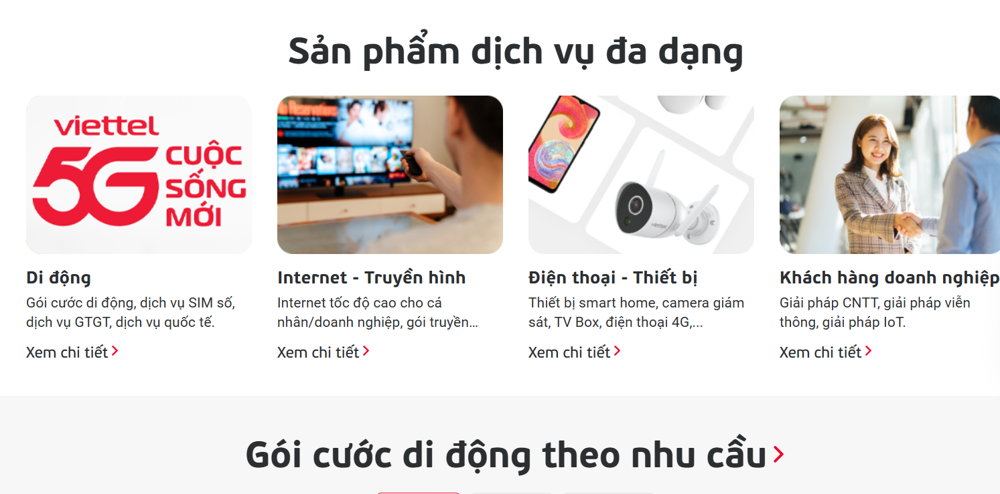 Sản phẩm dịch vụ đa dạng
viettel
5G CUỘC
SỐNG
MỚI
Di động
Gói cước di động, dịch vụ SIM số,
dịch vụ GTGT, dịch vụ quốc tế.
Xem chi tiết
Internet - Truyền hình
Internet tốc độ cao cho cá
nhân/doanh nghiệp, gói truyền...
Xem chi tiết
viettel
Điện thoại - Thiết bị
Thiết bị smart home, camera giám
sát, TV Box, điện thoại 4G,...
Xem chi tiết
Khách hàng doanh nghiệp
Giải pháp CNTT, giải pháp viễn
thông, giải pháp IoT.
Xem chi tiết
Gói cước di động theo nhu cầu